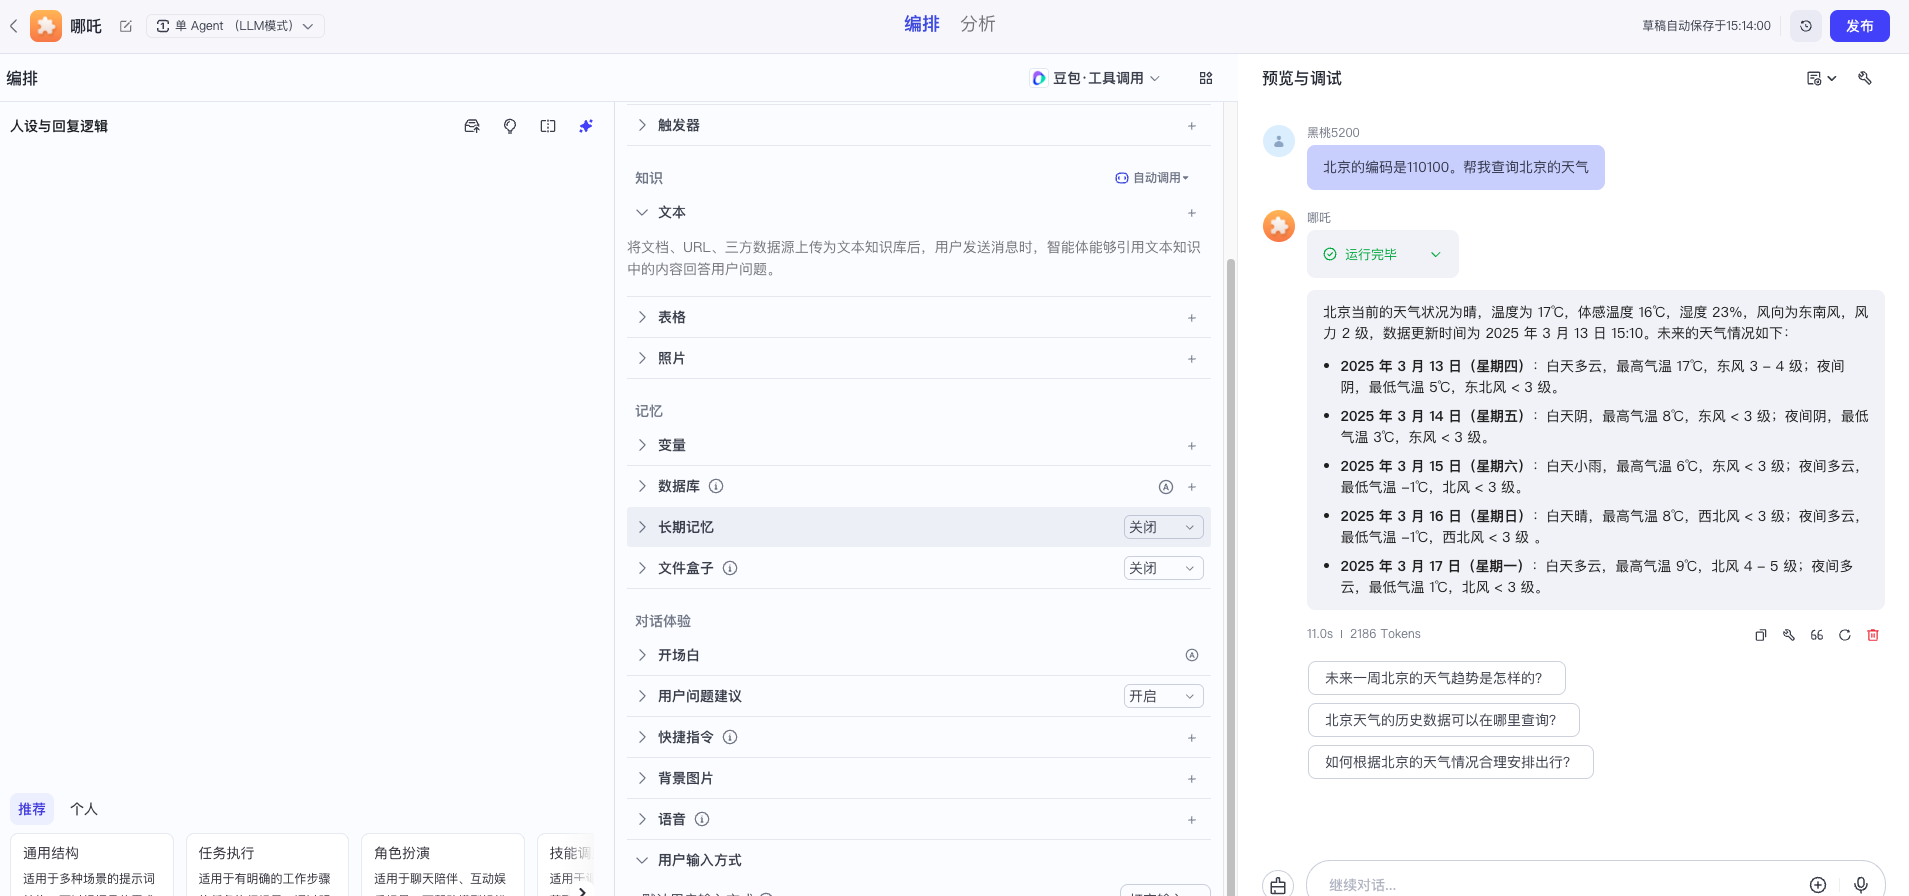 哪吒
单 Agent （LLM模式）
编排
分析
草稿自动保存于15:14:00
发布
编排
豆包·工具调用
人设与回复逻辑
推荐
个人
通用结构
适用于多种场景的提示词
任务执行
适用于有明确的工作步骤
角色扮演
适用于聊天陪伴、互动娱
技能调
适用于
触发器
知识
自动调用
文本
将文档、URL、三方数据源上传为文本知识库后，用户发送消息时，智能体能够引用文本知识
中的内容回答用户问题。
表格
照片
记忆
变量
数据库
长期记忆
关闭
文件盒子
关闭
对话体验
开场白
用户问题建议
开启
快捷指令
背景图片
语音
用户输入方式
预览与调试
黑桃5200
北京的编码是110100。帮我查询北京的天气
哪吒
运行完毕
北京当前的天气状况为晴，温度为 17℃，体感温度 16℃，湿度 23%，风向为东南风，风
力 2 级，数据更新时间为 2025 年 3 月 13 日 15:10。未来的天气情况如下：
• 2025 年 3 月 13 日（星期四）：白天多云，最高气温 17℃，东风 3 – 4 级；夜间
阴，最低气温 5℃，东北风 < 3 级。
• 2025 年 3 月 14 日（星期五）：白天阴，最高气温 8℃，东风 < 3 级；夜间阴，最低
气温 3℃，东风 < 3 级。
• 2025 年 3 月 15 日（星期六）：白天小雨，最高气温 6℃，东风 < 3 级；夜间多云，
最低气温 -1℃，北风 < 3 级。
• 2025 年 3 月 16 日（星期日）：白天晴，最高气温 8℃，西北风 < 3 级；夜间多云，
最低气温 -1℃，西北风 < 3 级 。
• 2025 年 3 月 17 日（星期一）：白天多云，最高气温 9℃，北风 4 – 5 级；夜间多
云，最低气温 1℃，北风 < 3 级。
11.0s | 2186 Tokens
未来一周北京的天气趋势是怎样的?
北京天气的历史数据可以在哪里查询?
如何根据北京的天气情况合理安排出行?
继续对话...